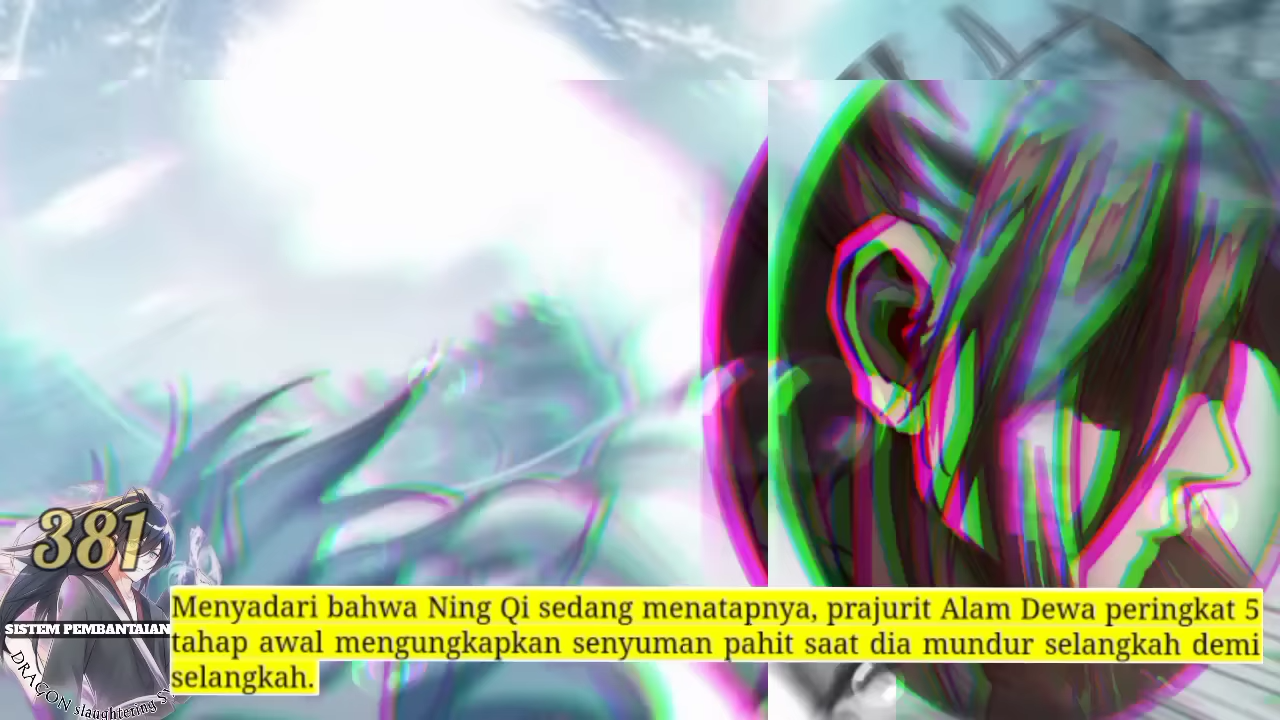 381
SISTEM PEMBANTAIAN
DRAGON slaughtering SY
Menyadari bahwa Ning Qi sedang menatapnya, prajurit Alam Dewa peringkat 5
tahap awal mengungkapkan senyuman pahit saat dia mundur selangkah demi
selangkah.